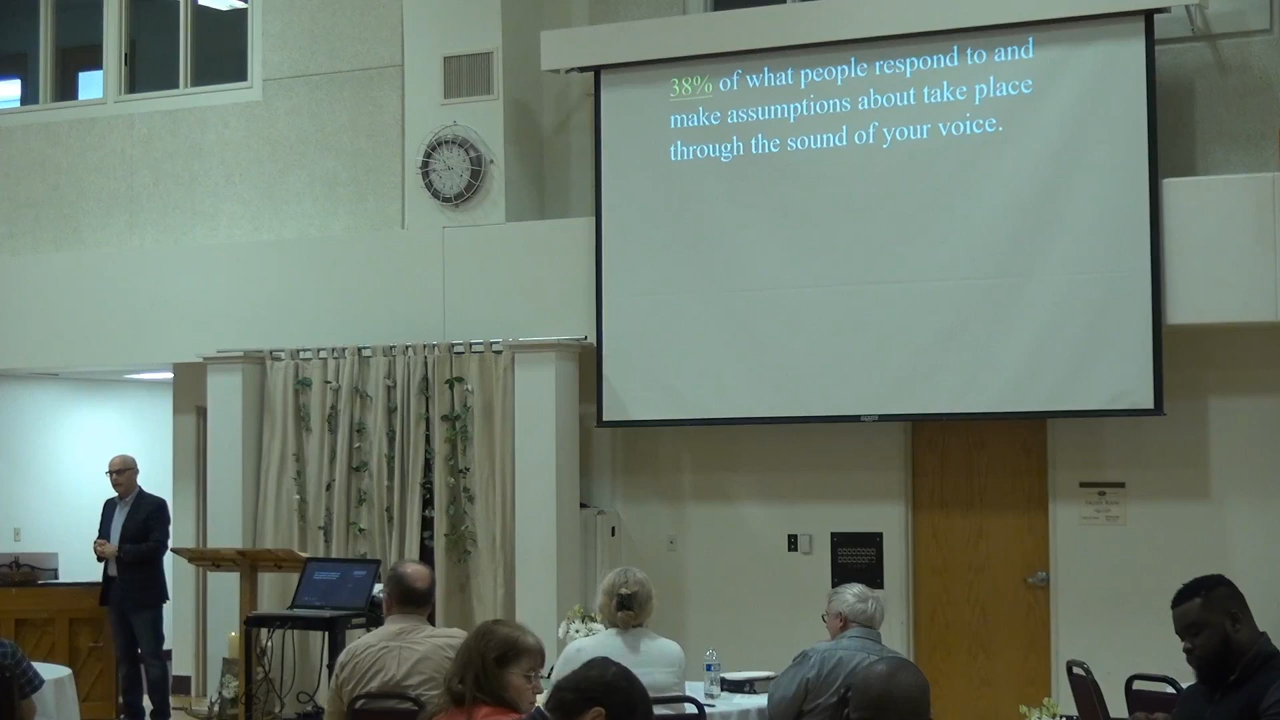 38% of what people respond to and
make assumptions about take place
through the sound of your voice.